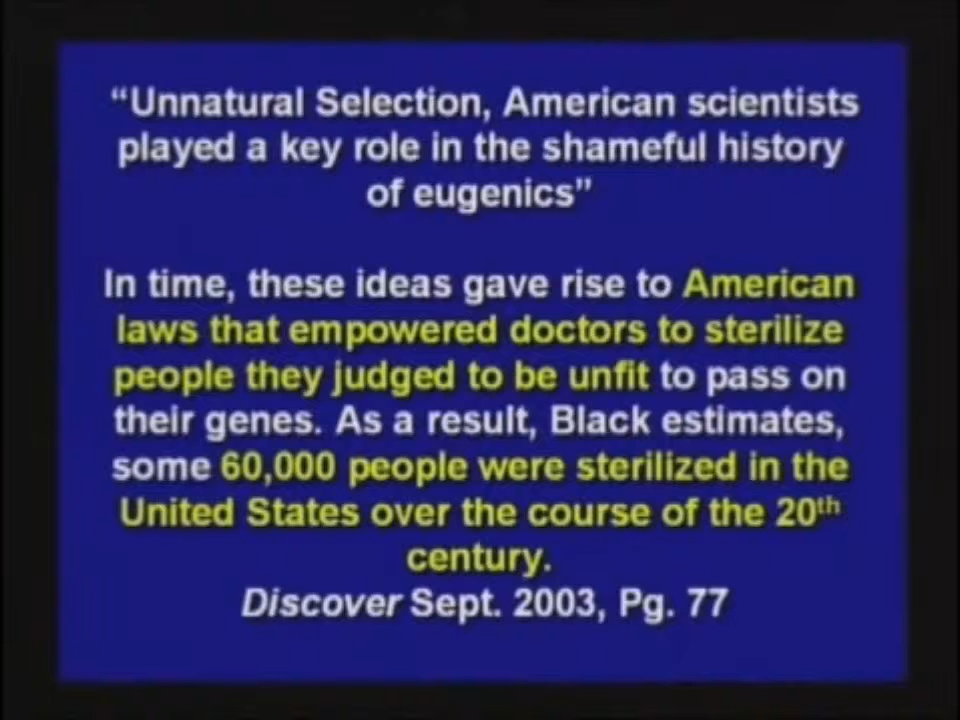 “Unnatural Selection, American scientists
played a key role in the shameful history
of eugenics”
In time, these ideas gave rise to American
laws that empowered doctors to sterilize
people they judged to be unfit to pass on
their genes. As a result, Black estimates,
some 60,000 people were sterilized in the
United States over the course of the 20th
century.
Discover Sept. 2003, Pg. 77